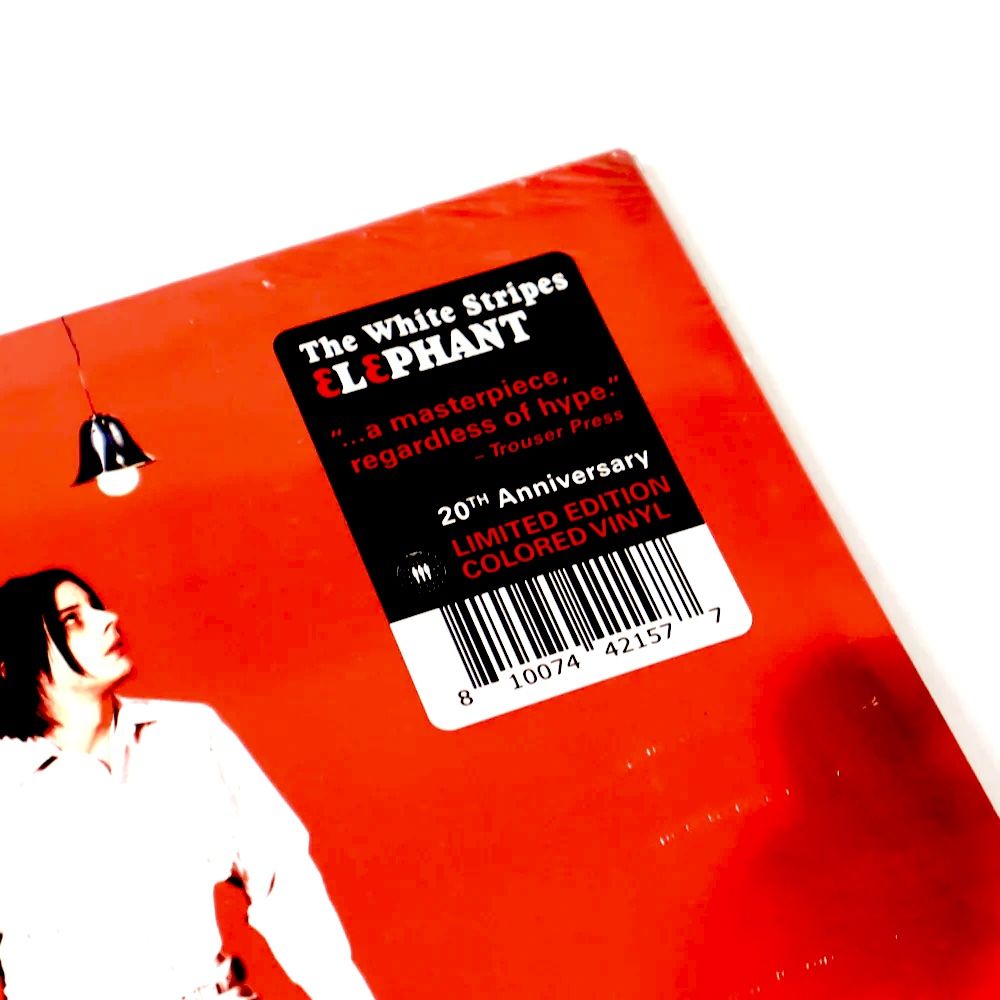 The White Stripes
ƐLƐPHANT
"...a masterpiece,
regardless of hype."
– Trouser Press
20TH Anniversary
LIMITED EDITION
COLORED VINYL
8 10074 42157 7